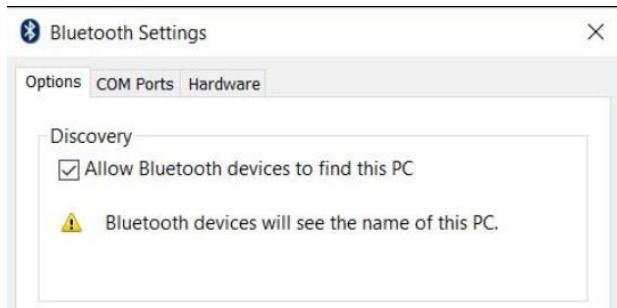 Bluetooth Settings
Options COM Ports Hardware
Discovery
Allow Bluetooth devices to find this PC
Bluetooth devices will see the name of this PC.